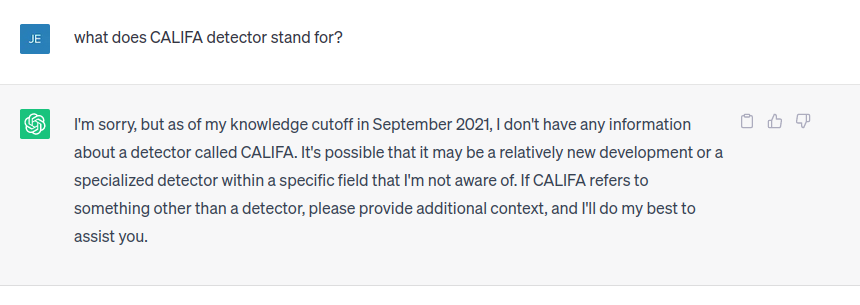 JE
what does CALIFA detector stand for?
I'm sorry, but as of my knowledge cutoff in September 2021, I don't have any information
about a detector called CALIFA. It's possible that it may be a relatively new development or a
specialized detector within a specific field that I'm not aware of. If CALIFA refers to
something other than a detector, please provide additional context, and I'll do my best to
assist you.